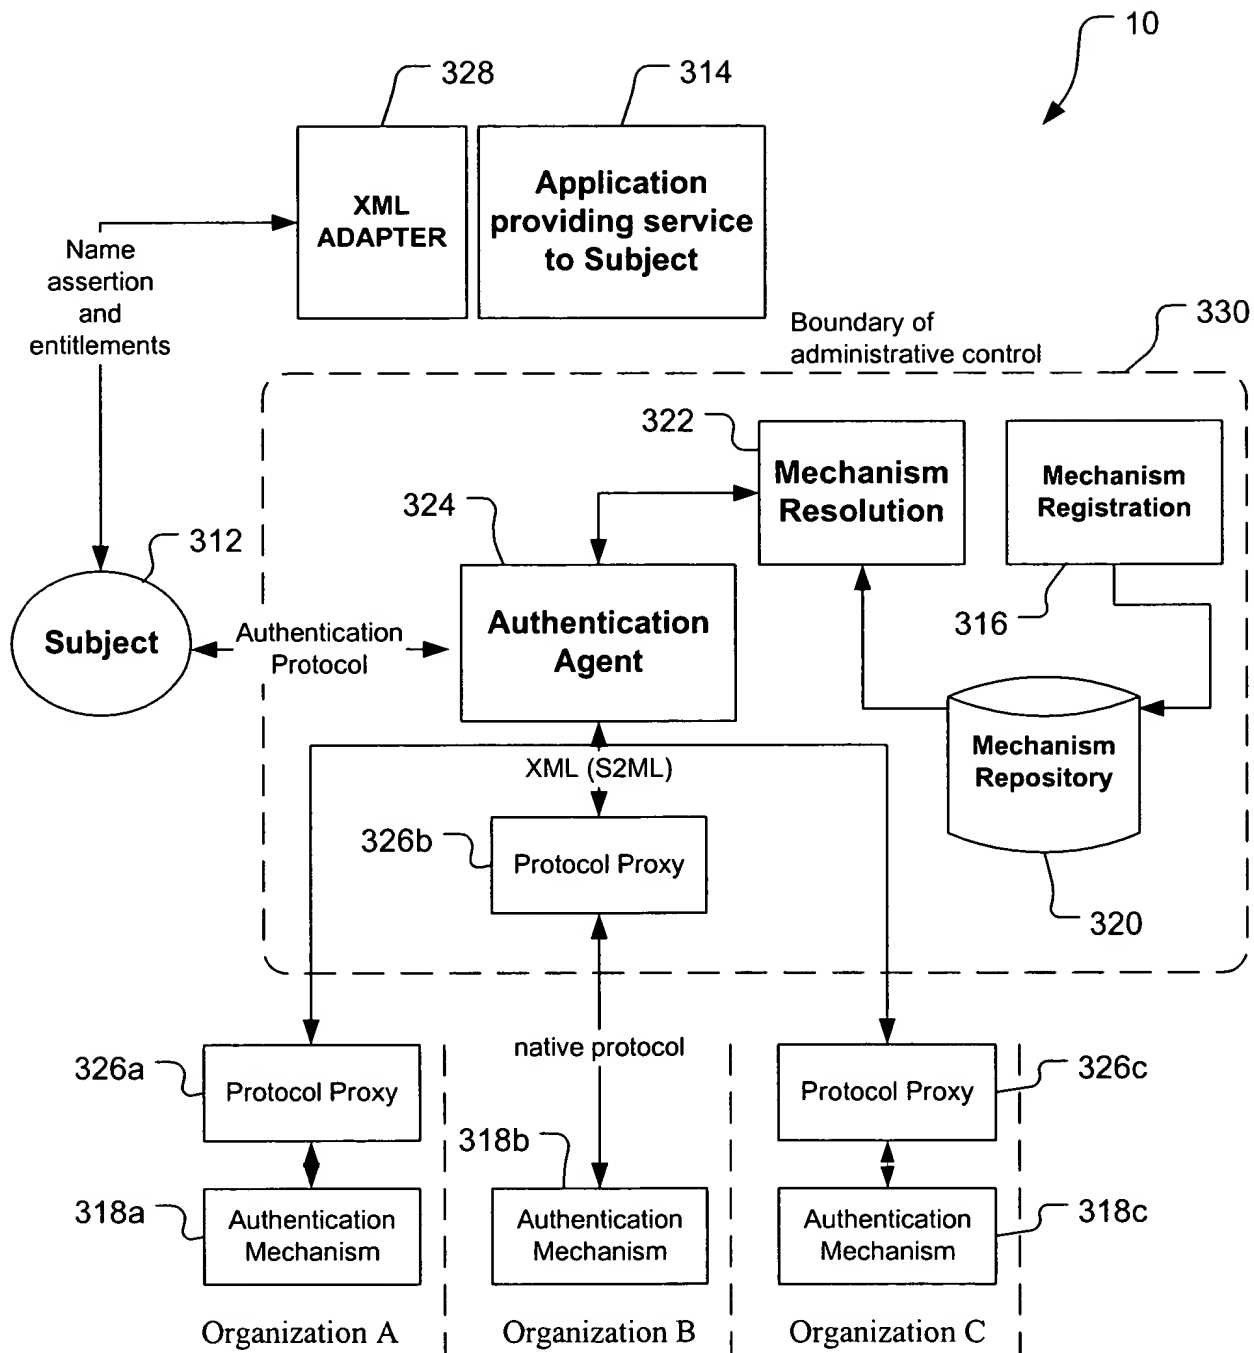 10
328
314
XML
ADAPTER
Application
providing service
to Subject
Name
assertion
and
entitlements
330
Boundary of
administrative control
322
Mechanism
Resolution
Mechanism
Registration
324
312
316
Subject
Authentication
Protocol
Authentication
Agent
Mechanism
Repository
XML (S2ML)
326b
Protocol Proxy
320
native protocol
326a
Protocol Proxy
Protocol Proxy
326c
318b
318a
Authentication
Mechanism
Authentication
Mechanism
Authentication
Mechanism
318c
Organization A
Organization B
Organization C